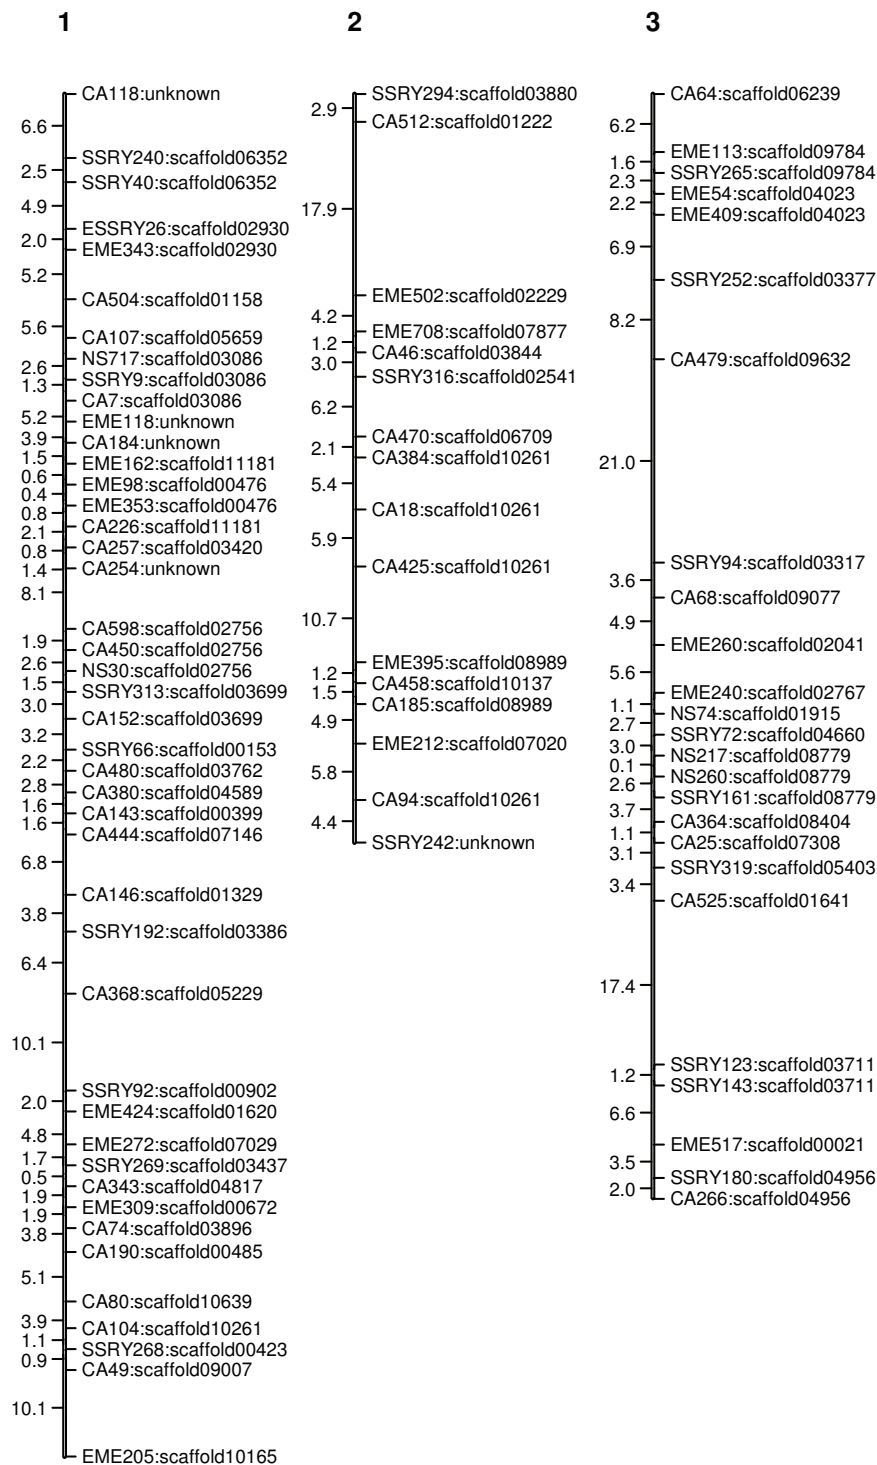 1
CA118:unknown
6.6
SSRY240:scaffold06352
2.5
SSRY40:scaffold06352
4.9
ESSRY26:scaffold02930
2.0
EME343:scaffold02930
5.2
CA504:scaffold01158
5.6
CA107:scaffold05659
NS717:scaffold03086
2.6
SSRY9:scaffold03086
1.3
CA7:scaffold03086
5.2
EME118:unknown
3.9
CA184:unknown
1.5
EME162:scaffold11181
0.6
EME98:scaffold00476
0.4
EME353:scaffold00476
0.8
CA226:scaffold11181
2.1
CA257:scaffold03420
0.8
CA254:unknown
1.4
8.1
CA598:scaffold02756
1.9
CA450:scaffold02756
2.6
NS30:scaffold02756
1.5
SSRY313:scaffold03699
3.0
CA152:scaffold03699
3.2
SSRY66:scaffold00153
2.2
CA480:scaffold03762
2.8
CA380:scaffold04589
1.6
CA143:scaffold00399
1.6
CA444:scaffold07146
6.8
CA146:scaffold01329
3.8
SSRY192:scaffold03386
6.4
CA368:scaffold05229
10.1
SSRY92:scaffold00902
2.0
EME424:scaffold01620
4.8
EME272:scaffold07029
1.7
SSRY269:scaffold03437
0.5
CA343:scaffold04817
1.9
EME309:scaffold00672
1.9
CA74:scaffold03896
3.8
CA190:scaffold00485
5.1
CA80:scaffold10639
3.9
CA104:scaffold10261
1.1
SSRY268:scaffold00423
0.9
CA49:scaffold09007
10.1
EME205:scaffold10165
2
SSRY294:scaffold03880
2.9
CA512:scaffold01222
17.9
EME502:scaffold02229
4.2
EME708:scaffold07877
1.2
CA46:scaffold03844
3.0
SSRY316:scaffold02541
6.2
CA470:scaffold06709
2.1
CA384:scaffold10261
5.4
CA18:scaffold10261
5.9
CA425:scaffold10261
10.7
EME395:scaffold08989
1.2
CA458:scaffold10137
1.5
CA185:scaffold08989
4.9
EME212:scaffold07020
5.8
CA94:scaffold10261
4.4
SSRY242:unknown
3
CA64:scaffold06239
6.2
EME113:scaffold09784
1.6
SSRY265:scaffold09784
2.3
EME54:scaffold04023
2.2
EME409:scaffold04023
6.9
SSRY252:scaffold03377
8.2
CA479:scaffold09632
21.0
SSRY94:scaffold03317
3.6
CA68:scaffold09077
4.9
EME260:scaffold02041
5.6
EME240:scaffold02767
1.1
NS74:scaffold01915
2.7
SSRY72:scaffold04660
3.0
NS217:scaffold08779
0.1
NS260:scaffold08779
2.6
SSRY161:scaffold08779
3.7
CA364:scaffold08404
1.1
CA25:scaffold07308
3.1
SSRY319:scaffold05403
3.4
CA525:scaffold01641
17.4
SSRY123:scaffold03711
1.2
SSRY143:scaffold03711
6.6
EME517:scaffold00021
3.5
SSRY180:scaffold04956
2.0
CA266:scaffold04956